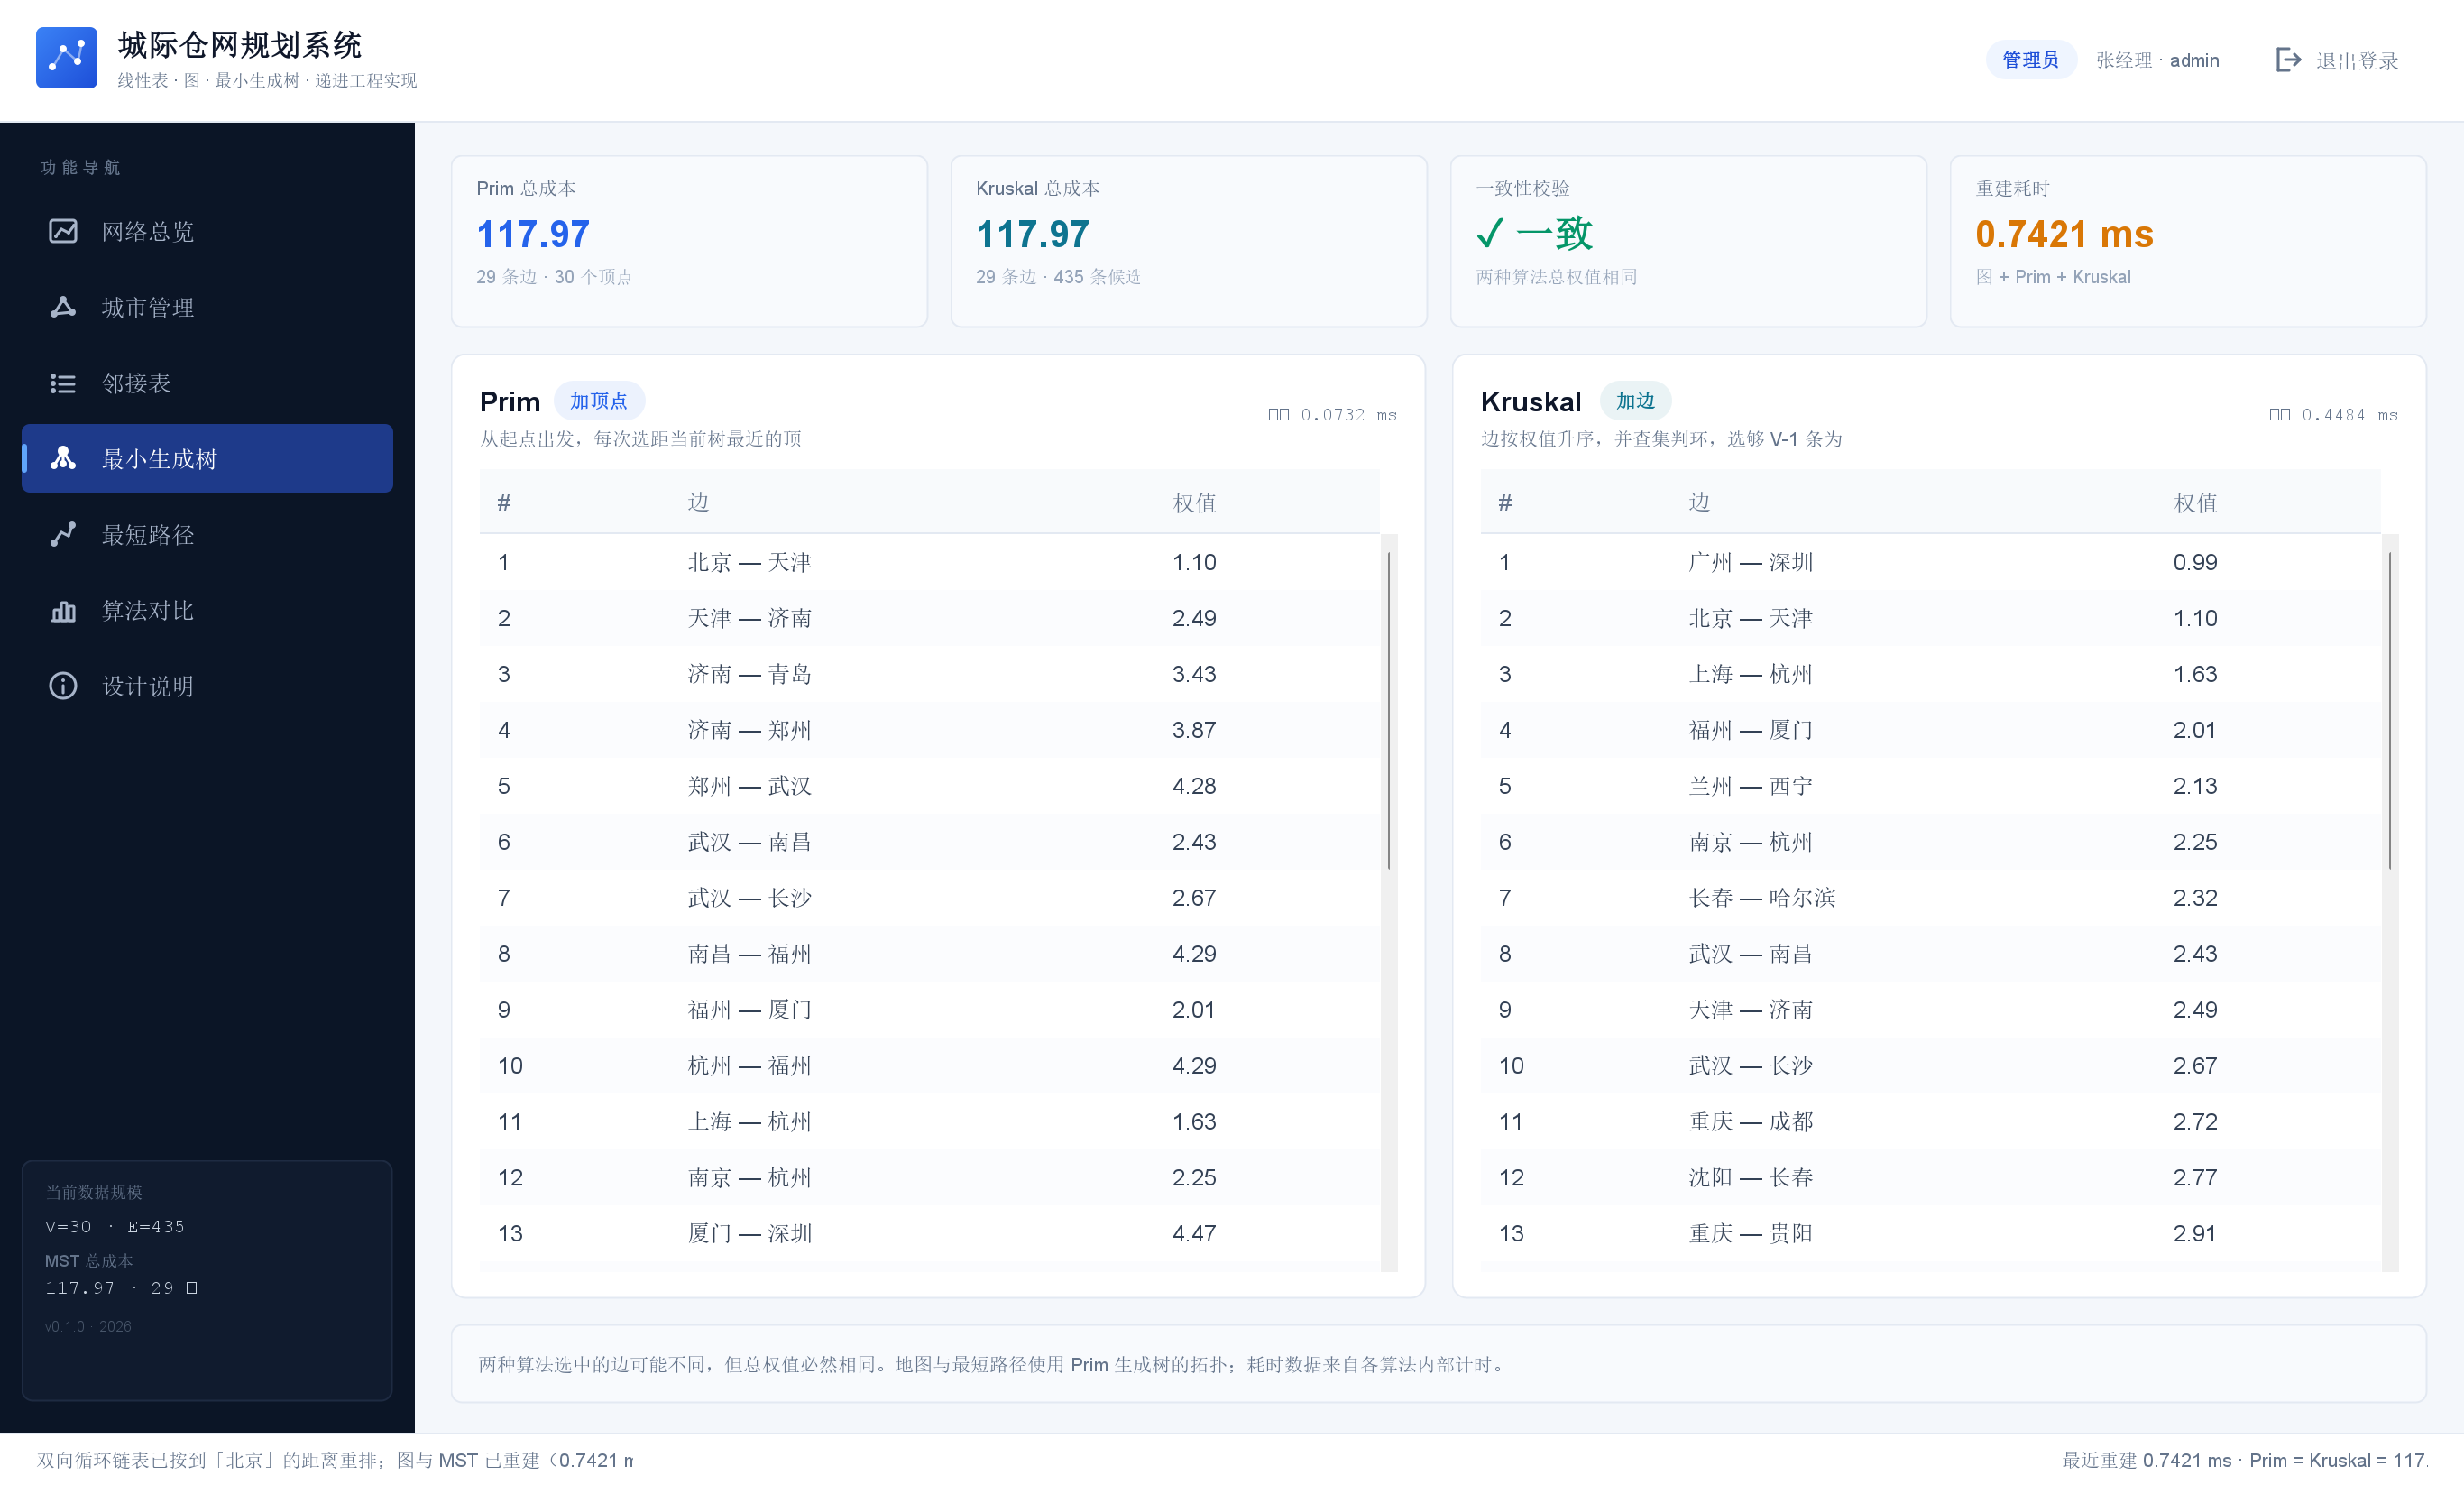 城际仓网规划系统
线性表 · 图 · 最小生成树 · 递进工程实现
管理员 张经理 · admin 退出登录
功能导航
网络总览
城市管理
邻接表
最小生成树
最短路径
算法对比
设计说明
当前数据规模
V=30 · E=435
MST 总成本
117.97 · 29 □
v0.1.0 · 2026
Prim 总成本
117.97
29 条边 · 30 个顶点
Kruskal 总成本
117.97
29 条边 · 435 条候选
一致性校验
✓ 一致
两种算法总权值相同
重建耗时
0.7421 ms
图 + Prim + Kruskal
Prim 加顶点
□□ 0.0732 ms
从起点出发，每次选距当前树最近的顶
# 边 权值
1 北京 — 天津 1.10
2 天津 — 济南 2.49
3 济南 — 青岛 3.43
4 济南 — 郑州 3.87
5 郑州 — 武汉 4.28
6 武汉 — 南昌 2.43
7 武汉 — 长沙 2.67
8 南昌 — 福州 4.29
9 福州 — 厦门 2.01
10 杭州 — 福州 4.29
11 上海 — 杭州 1.63
12 南京 — 杭州 2.25
13 厦门 — 深圳 4.47
Kruskal 加边
□□ 0.4484 ms
边按权值升序，并查集判环，选够 V-1 条为
# 边 权值
1 广州 — 深圳 0.99
2 北京 — 天津 1.10
3 上海 — 杭州 1.63
4 福州 — 厦门 2.01
5 兰州 — 西宁 2.13
6 南京 — 杭州 2.25
7 长春 — 哈尔滨 2.32
8 武汉 — 南昌 2.43
9 天津 — 济南 2.49
10 武汉 — 长沙 2.67
11 重庆 — 成都 2.72
12 沈阳 — 长春 2.77
13 重庆 — 贵阳 2.91
两种算法选中的边可能不同，但总权值必然相同。地图与最短路径使用 Prim 生成树的拓扑；耗时数据来自各算法内部计时。
双向循环链表已按到「北京」的距离重排；图与 MST 已重建（0.7421 m
最近重建 0.7421 ms · Prim = Kruskal = 117.